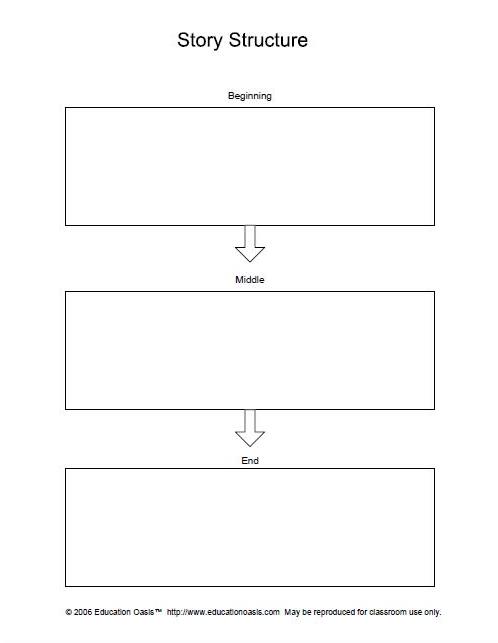 Story Structure
Beginning
Middle
End
© 2006 Education Oasis™ http://www.educationoasis.com May be reproduced for classroom use only.